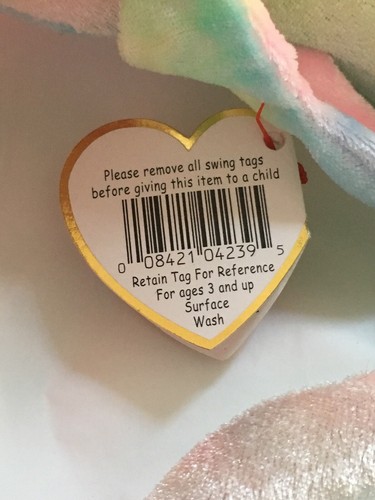 Please remove all swing tags
before giving this item to a child
0 08421 04239 5
Retain Tag For Reference
For ages 3 and up
Surface
Wash